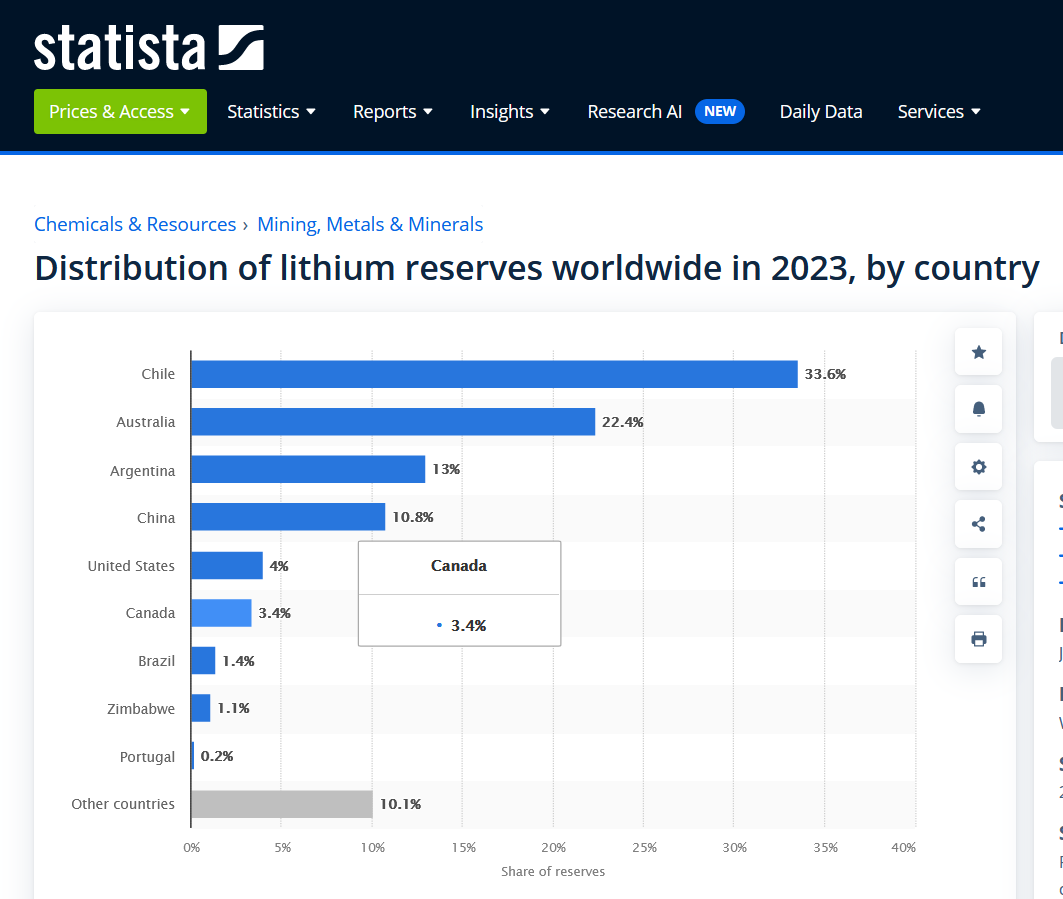 statista
Prices & Access Statistics Reports Insights Research AI NEW Daily Data Services
Chemicals & Resources › Mining, Metals & Minerals
Distribution of lithium reserves worldwide in 2023, by country
Chile 33.6%
Australia 22.4%
Argentina 13%
China 10.8%
United States 4%
Canada
Canada 3.4%
3.4%
Brazil 1.4%
Zimbabwe 1.1%
Portugal 0.2%
Other countries 10.1%
0% 5% 10% 15% 20% 25% 30% 35% 40%
Share of reserves